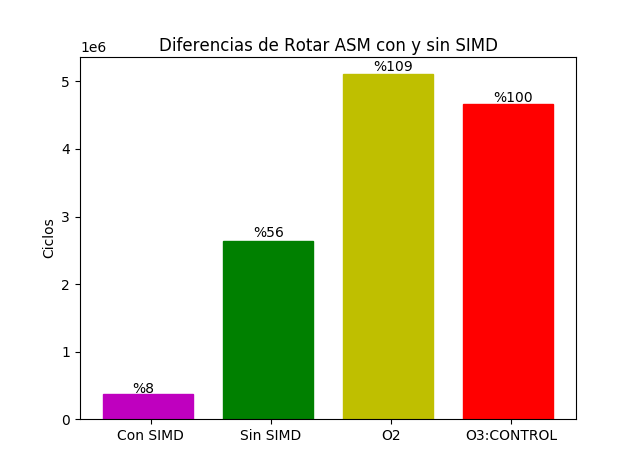 Diferencias de Rotar ASM con y sin SIMD
1e6
Ciclos
5
4
3
2
1
0
%8
%56
%109
%100
Con SIMD
Sin SIMD
O2
O3:CONTROL